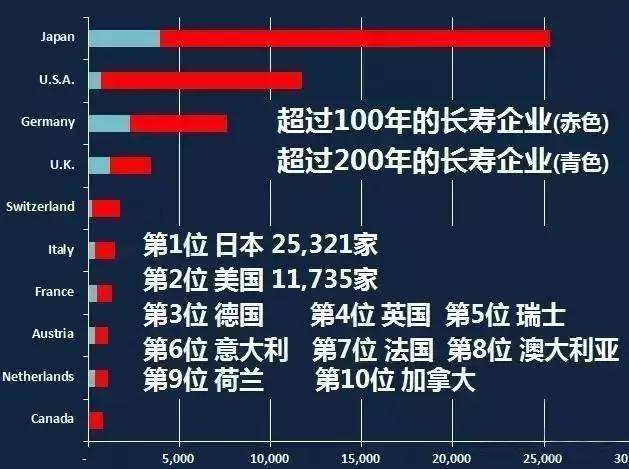 Japan
U.S.A.
Germany
超过100年的长寿企业(赤色)
U.K.
超过200年的长寿企业(青色)
Switzerland
Italy
第1位 日本 25,321家
第2位 美国 11,735家
France
第3位 德国 第4位 英国 第5位 瑞士
Austria
第6位 意大利 第7位 法国 第8位 澳大利亚
Netherlands
第9位 荷兰 第10位 加拿大
Canada
- 5,000 10,000 15,000 20,000 25,000 30